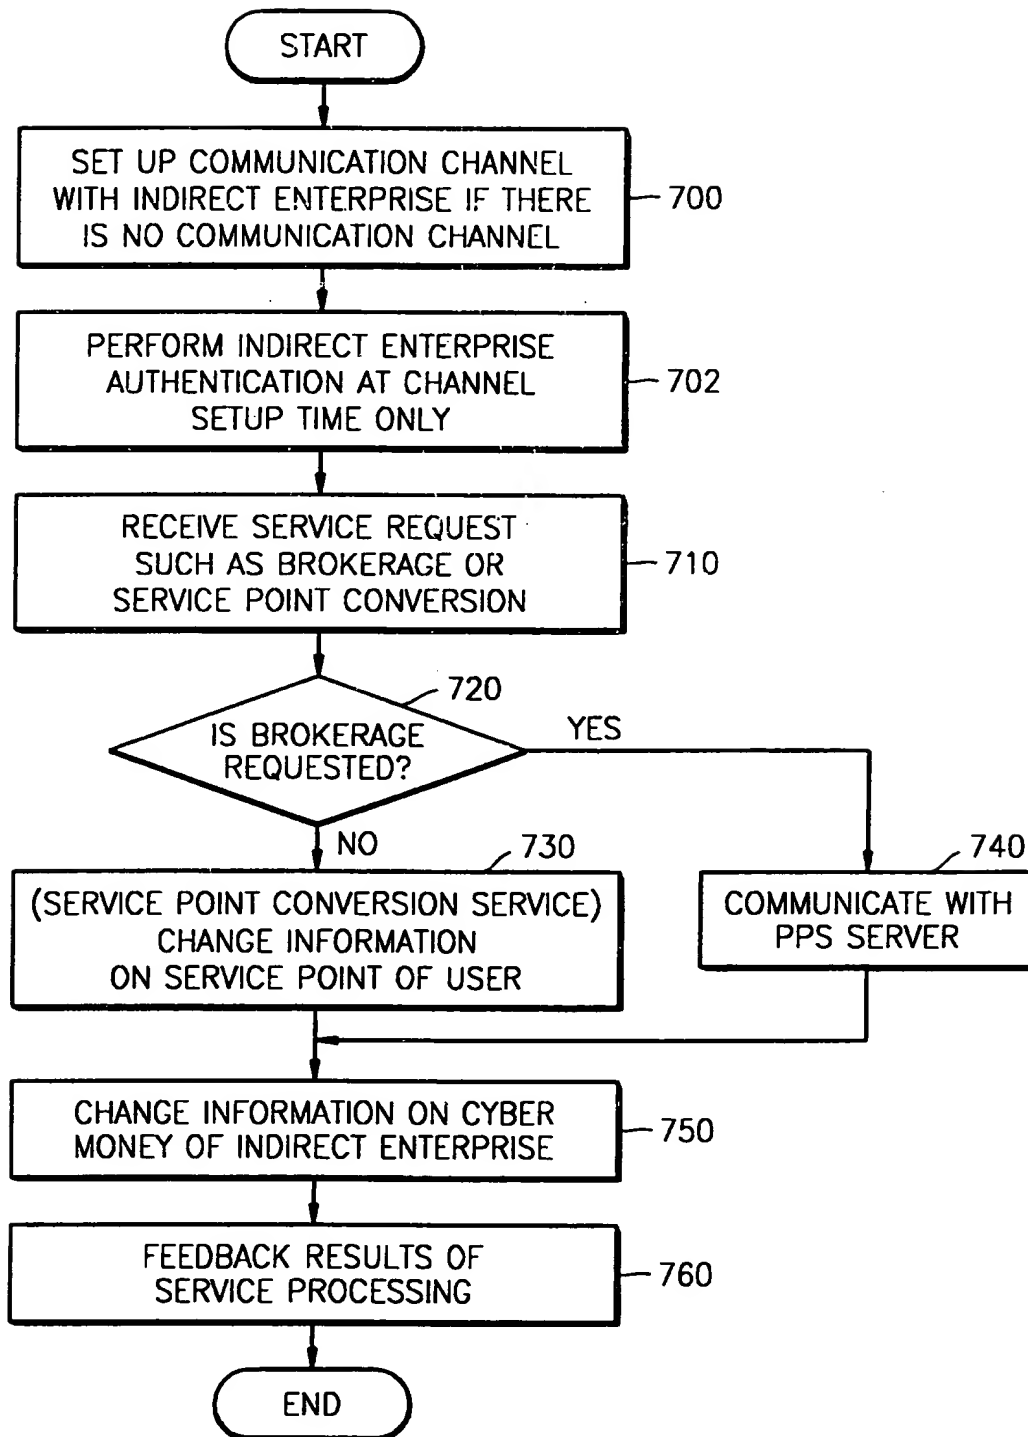 START
SET UP COMMUNICATION CHANNEL
WITH INDIRECT ENTERPRISE IF THERE
IS NO COMMUNICATION CHANNEL
700
PERFORM INDIRECT ENTERPRISE
AUTHENTICATION AT CHANNEL
SETUP TIME ONLY
702
RECEIVE SERVICE REQUEST
SUCH AS BROKERAGE OR
SERVICE POINT CONVERSION
710
720
IS BROKERAGE
REQUESTED?
YES
NO
730
(SERVICE POINT CONVERSION SERVICE)
CHANGE INFORMATION
ON SERVICE POINT OF USER
740
COMMUNICATE WITH
PPS SERVER
CHANGE INFORMATION ON CYBER
MONEY OF INDIRECT ENTERPRISE
750
FEEDBACK RESULTS OF
SERVICE PROCESSING
760
END